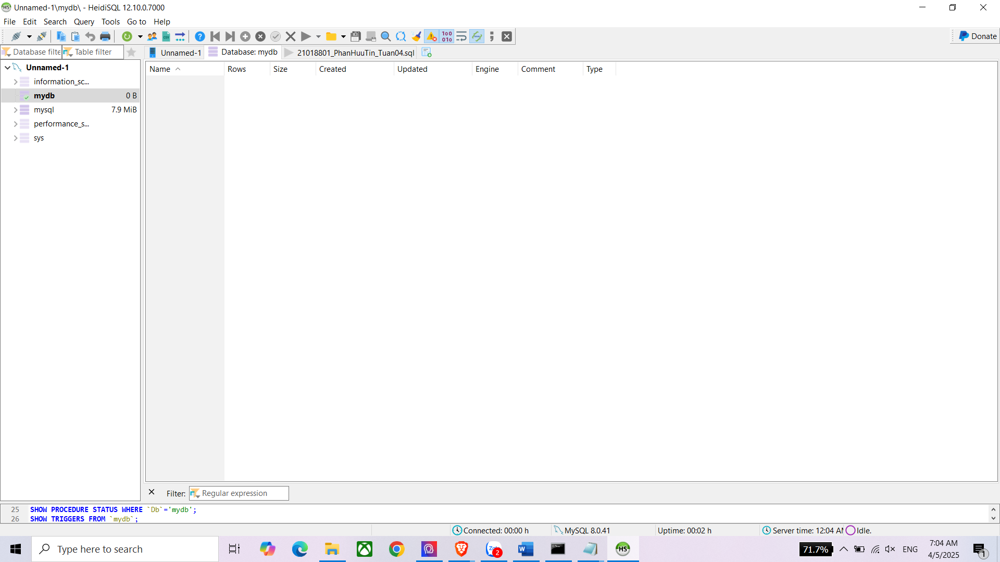 Unnamed-1\mydb\ - HeidiSQL 12.10.0.7000
File Edit Search Query Tools Go to Help
Donate
Database filte Table filter Unnamed-1 Database: mydb 21018801_PhanHuuTin_Tuan04.sql
Name Rows Size Created Updated Engine Comment Type
Unnamed-1
information_sc...
mydb 0 B
mysql 7.9 MiB
performance_s...
sys
Filter: Regular expression
25 SHOW PROCEDURE STATUS WHERE `Db`='mydb';
26 SHOW TRIGGERS FROM `mydb`;
Connected: 00:00 h MySQL 8.0.41 Uptime: 00:02 h Server time: 12:04 AM Idle.
Type here to search
71.7% ENG
7:04 AM
4/5/2025
2
1